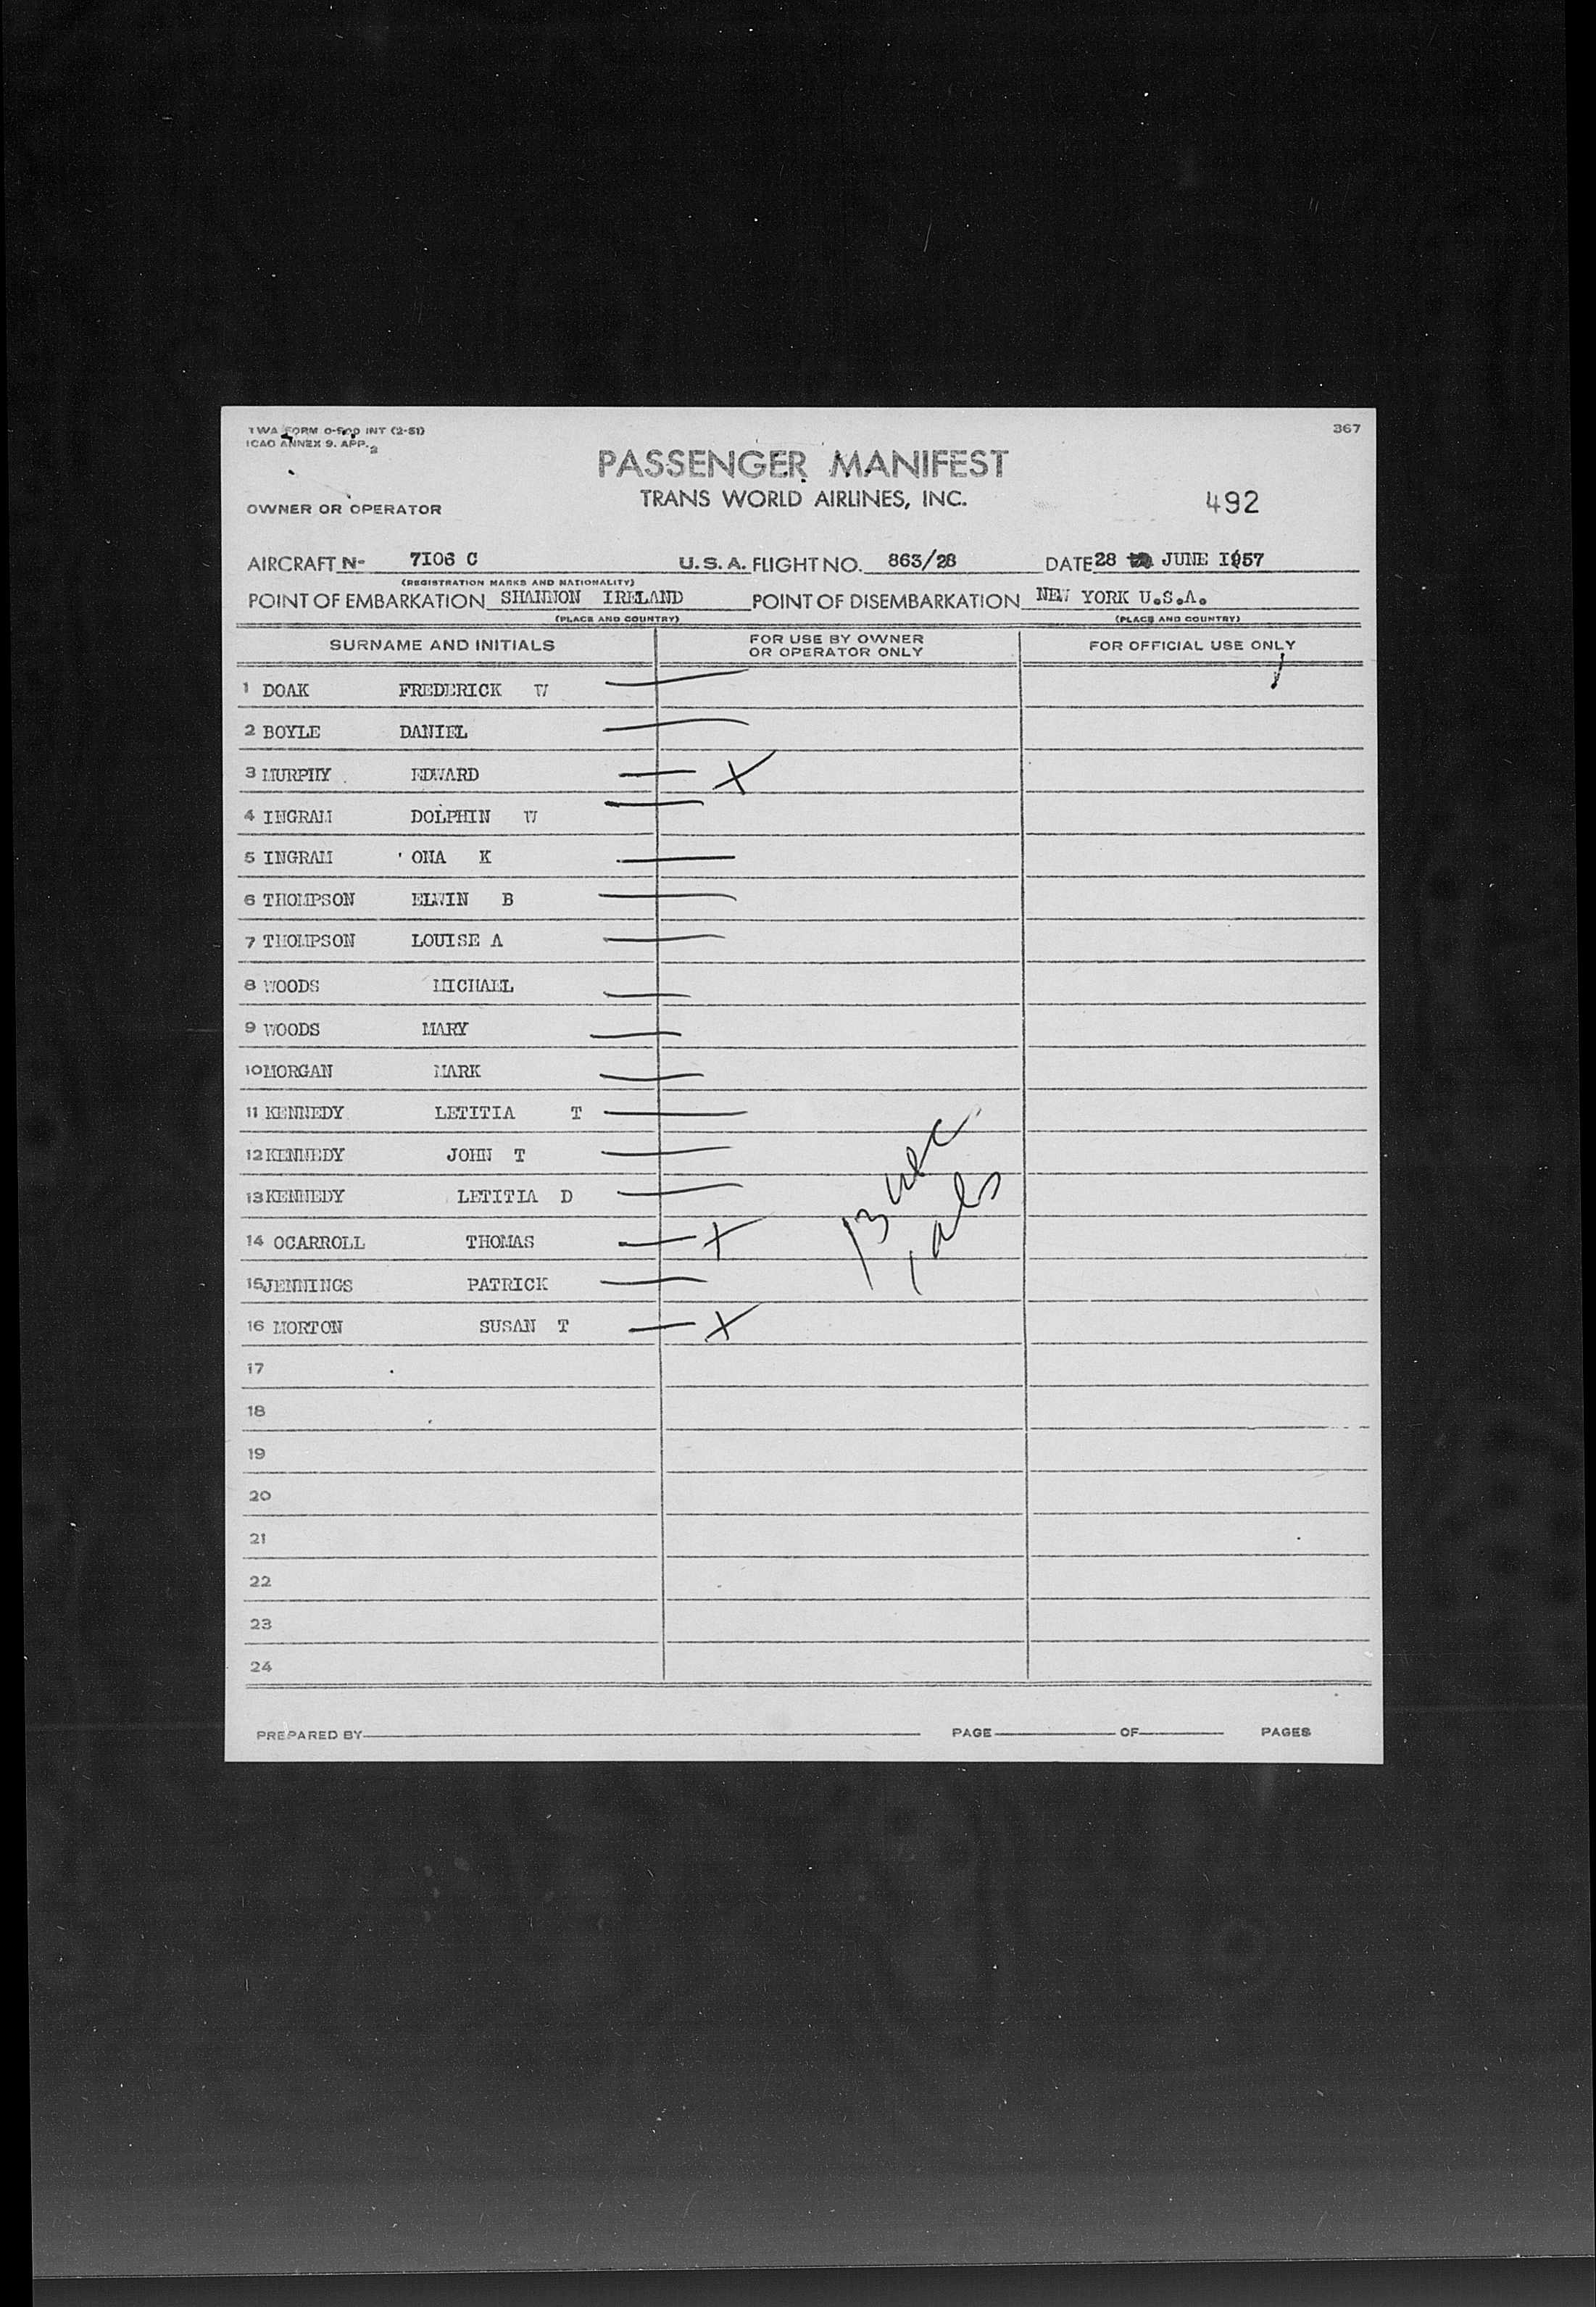 TWA FORM O-500 INT (2-51)
367
ICAO ANNEX 9. APP. 2
PASSENGER MANIFEST
TRANS WORLD AIRLINES, INC.
492
OWNER OR OPERATOR
AIRCRAFT N- 7I06 C U.S.A. FLIGHT NO. 863/28 DATE 28 JUNE I957
(REGISTRATION MARKS AND NATIONALITY)
POINT OF EMBARKATION SHANNON IRELAND POINT OF DISEMBARKATION NEW YORK U.S.A.
(PLACE AND COUNTRY) (PLACE AND COUNTRY)
SURNAME AND INITIALS FOR USE BY OWNER OR OPERATOR ONLY FOR OFFICIAL USE ONLY
1 DOAK FREDERICK W
2 BOYLE DANIEL
3 MURPHY EDWARD X
4 INGRAM DOLPHIN W
5 INGRAM ONA K
6 THOMPSON ELWIN B
7 THOMPSON LOUISE A
8 WOODS MICHAEL
9 WOODS MARY
10 MORGAN MARK
11 KENNEDY LETITIA T
12 KENNEDY JOHN T
13 KENNEDY LETITIA D
14 OCARROLL THOMAS X
15 JENNINGS PATRICK
16 MORTON SUSAN T X
13 usc
1 als
17
18
19
20
21
22
23
24
PREPARED BY PAGE OF PAGES